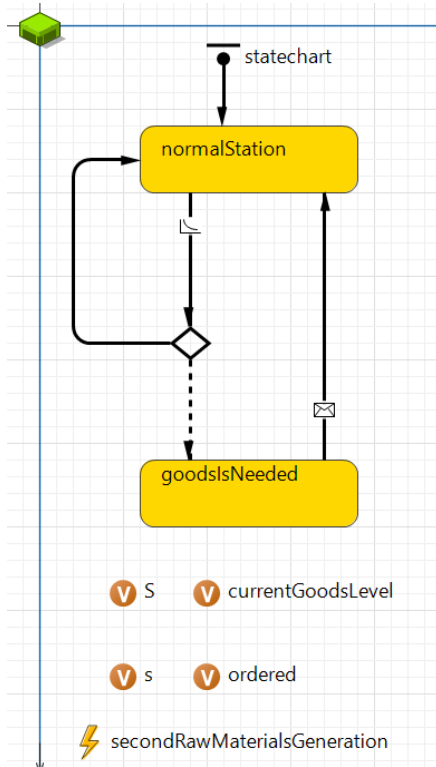 statechart
normalStation
goodsIsNeeded
V S V currentGoodsLevel
V s V ordered
secondRawMaterialsGeneration